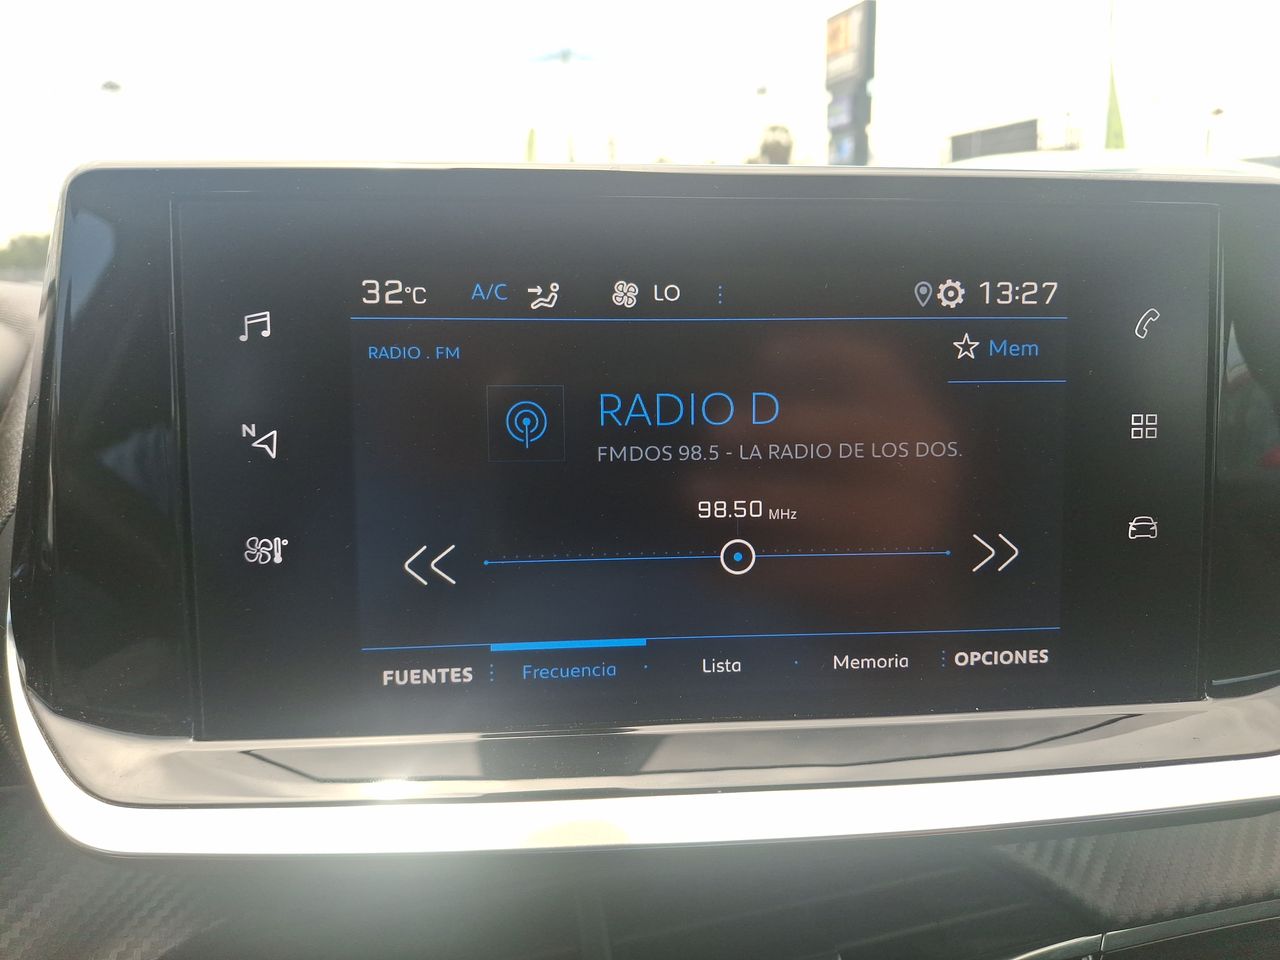 32°C A/C LO 13:27
RADIO . FM
Mem
RADIO D
FMDOS 98.5 - LA RADIO DE LOS DOS.
98.50 MHz
N
FUENTES Frecuencia Lista Memoria OPCIONES